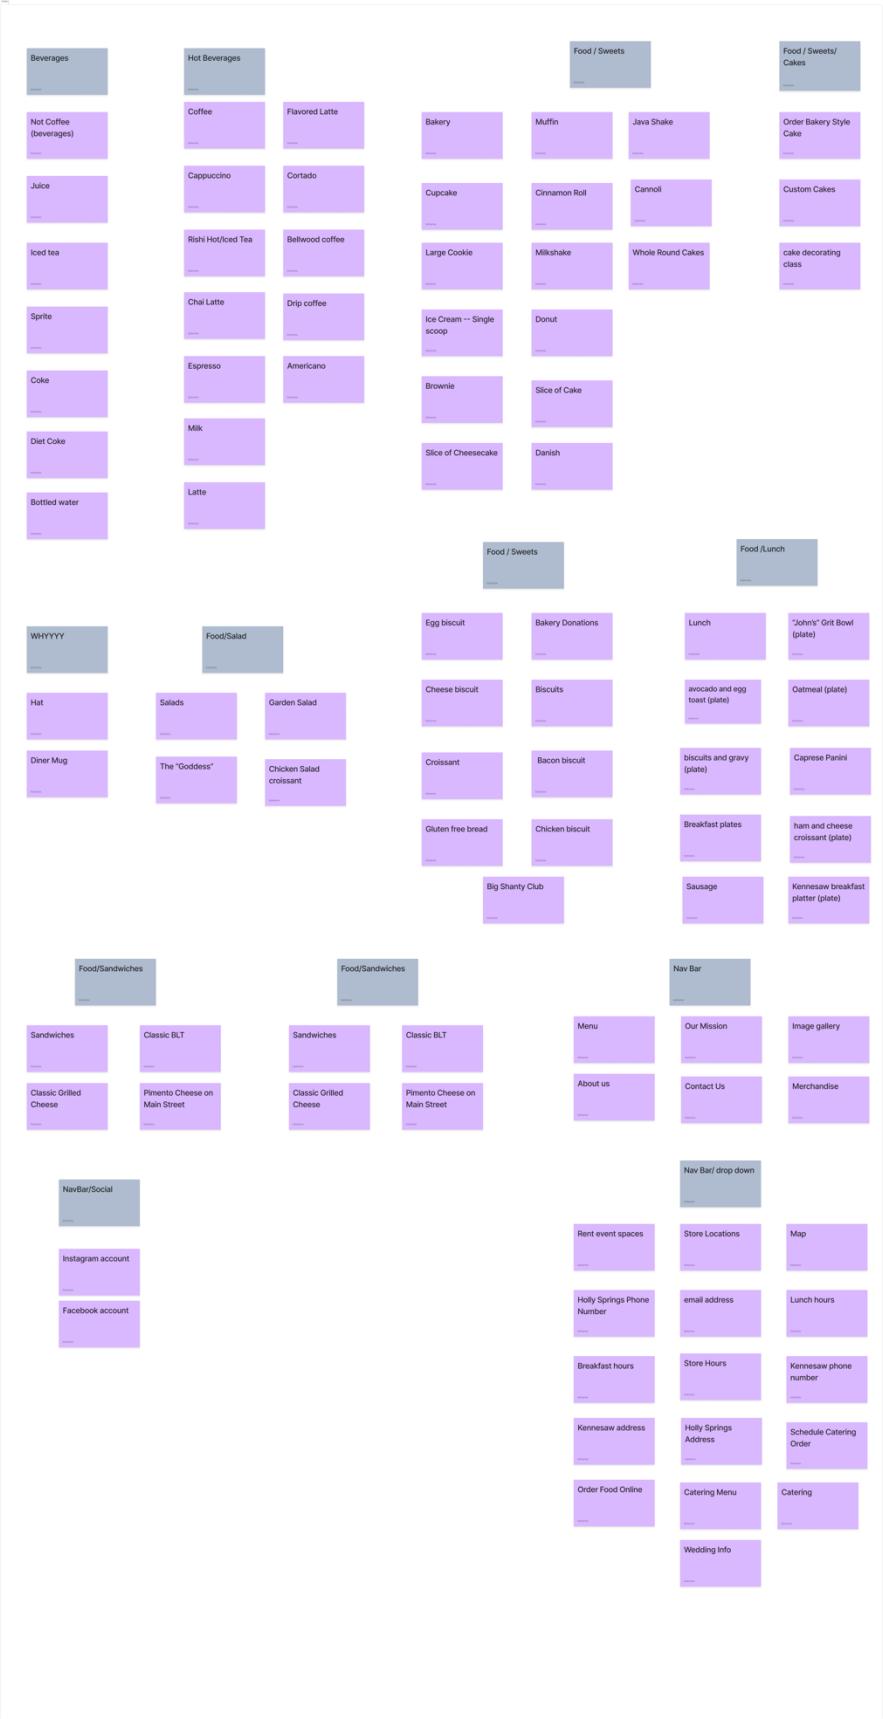 Beverages
Not Coffee
(beverages)
Juice
Iced tea
Sprite
Coke
Diet Coke
Bottled water
Hot Beverages
Coffee
Flavored Latte
Cappuccino
Cortado
Rishi Hot/Iced Tea
Bellwood coffee
Chai Latte
Drip coffee
Espresso
Americano
Milk
Latte
Food / Sweets
Bakery
Muffin
Java Shake
Cupcake
Cinnamon Roll
Cannoli
Large Cookie
Milkshake
Whole Round Cakes
Ice Cream -- Single
scoop
Donut
Brownie
Slice of Cake
Slice of Cheesecake
Danish
Food / Sweets/
Cakes
Order Bakery Style
Cake
Custom Cakes
cake decorating
class
WHYYYY
Hat
Diner Mug
Food/Salad
Salads
Garden Salad
The “Goddess”
Chicken Salad
croissant
Food / Sweets
Egg biscuit
Bakery Donations
Cheese biscuit
Biscuits
Croissant
Bacon biscuit
Gluten free bread
Chicken biscuit
Big Shanty Club
Food /Lunch
Lunch
“John’s” Grit Bowl
(plate)
avocado and egg
toast (plate)
Oatmeal (plate)
biscuits and gravy
(plate)
Caprese Panini
Breakfast plates
ham and cheese
croissant (plate)
Sausage
Kennesaw breakfast
platter (plate)
Food/Sandwiches
Sandwiches
Classic BLT
Classic Grilled
Cheese
Pimento Cheese on
Main Street
Food/Sandwiches
Sandwiches
Classic BLT
Classic Grilled
Cheese
Pimento Cheese on
Main Street
Nav Bar
Menu
Our Mission
Image gallery
About us
Contact Us
Merchandise
NavBar/Social
Instagram account
Facebook account
Nav Bar/ drop down
Rent event spaces
Store Locations
Map
Holly Springs Phone
Number
email address
Lunch hours
Breakfast hours
Store Hours
Kennesaw phone
number
Kennesaw address
Holly Springs
Address
Schedule Catering
Order
Order Food Online
Catering Menu
Catering
Wedding Info